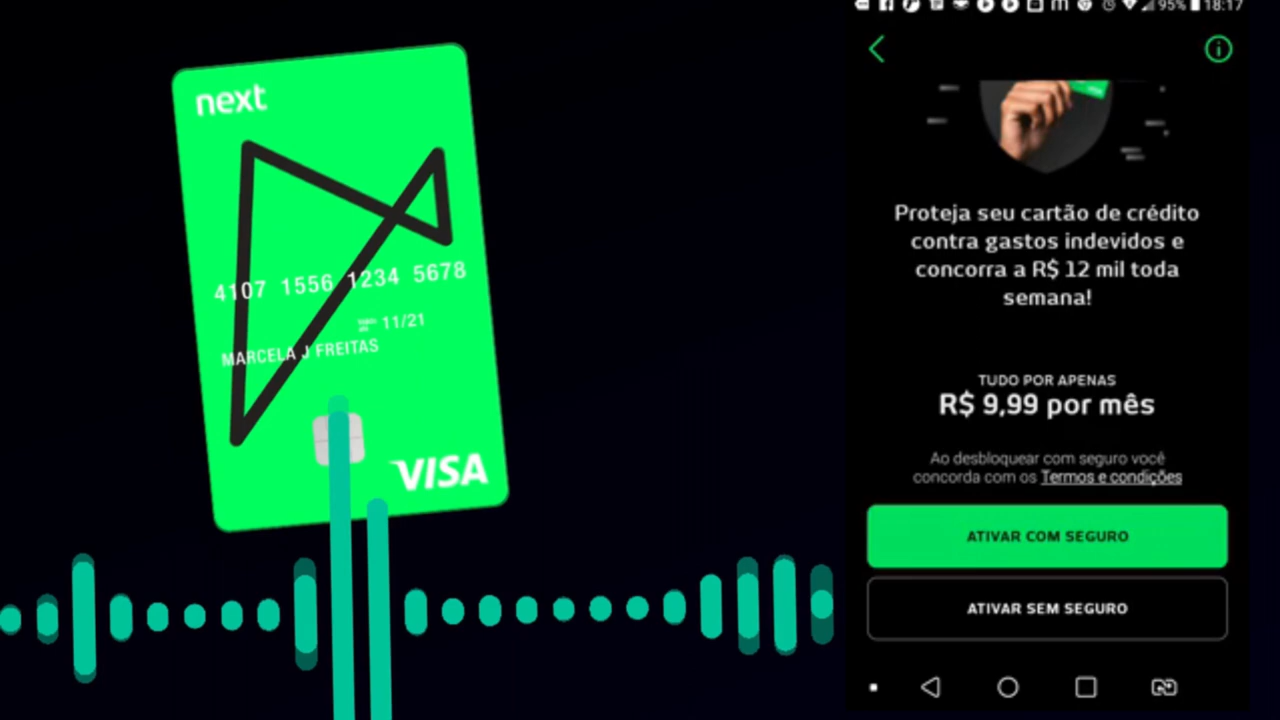 next
4107 1556 1234 5678
11/21
MARCELA J FREITAS
VISA
95% 18:17
Proteja seu cartão de crédito
contra gastos indevidos e
concorra a R$ 12 mil toda
semana!
TUDO POR APENAS
R$ 9,99 por mês
Ao desbloquear com seguro você
concorda com os Termos e condições
ATIVAR COM SEGURO
ATIVAR SEM SEGURO